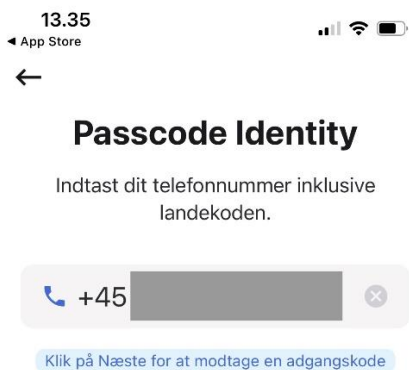 13.35
◀ App Store
←
Passcode Identity
Indtast dit telefonnummer inklusive
landekoden.
+45
Klik på Næste for at modtage en adgangskode